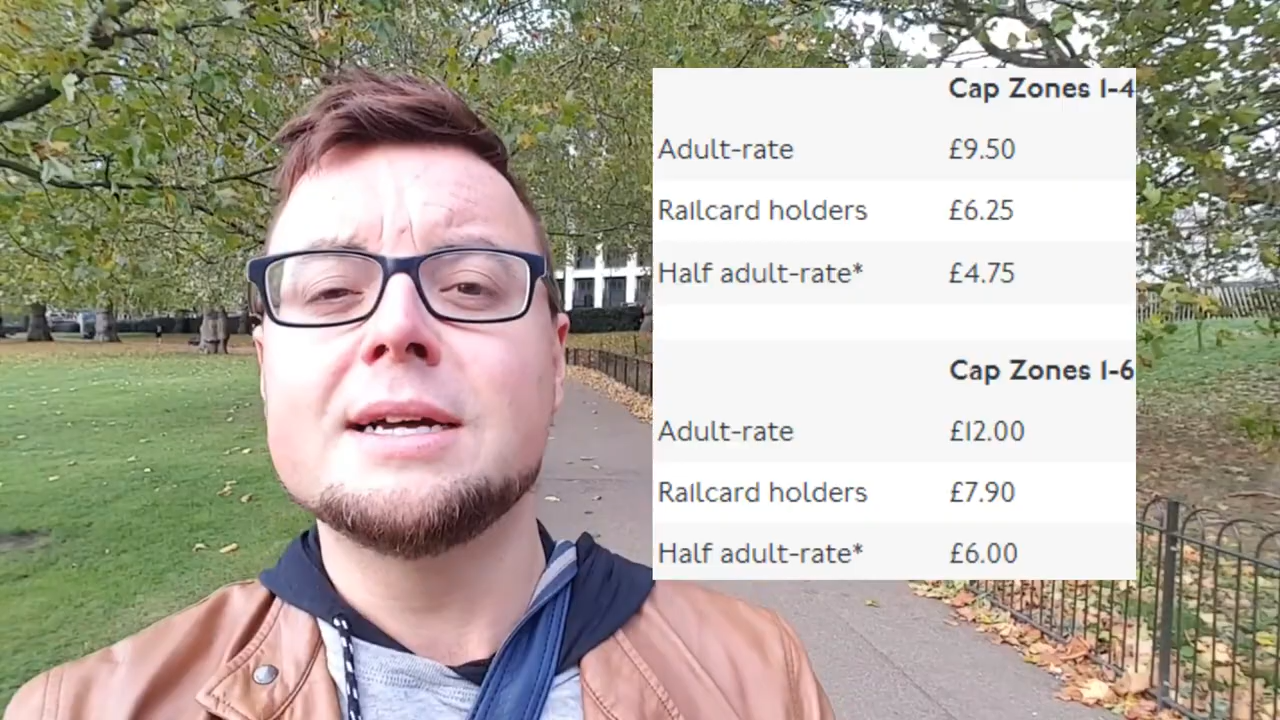 Cap Zones 1-4
Adult-rate £9.50
Railcard holders £6.25
Half adult-rate* £4.75
Cap Zones 1-6
Adult-rate £12.00
Railcard holders £7.90
Half adult-rate* £6.00